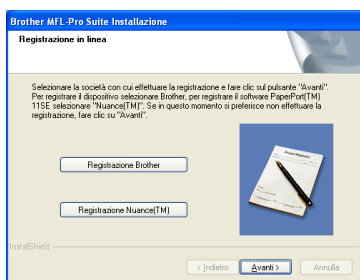 Brother MFL-Pro Suite Installazione
Registrazione in linea
Selezionare la società con cui effettuare la registrazione e fare clic sul pulsante "Avanti".
Per registrare il dispositivo selezionare Brother, per registrare il software PaperPort(TM)
11SE selezionare "Nuance(TM)". Se in questo momento si preferisce non effettuare la
registrazione, fare clic su "Avanti".
Registrazione Brother
Registrazione Nuance(TM)
InstallShield
< Indietro Avanti > Annulla